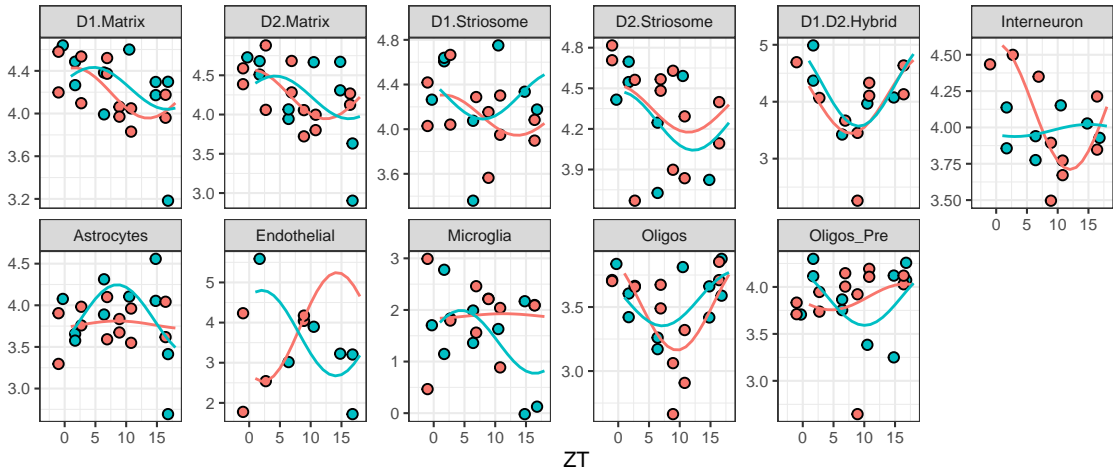 D1.Matrix D2.Matrix D1.Striosome D2.Striosome D1.D2.Hybrid Interneuron
4.4 4.0 3.6 3.2
4.5 4.0 3.5 3.0
4.5 4.0 3.5
4.8 4.5 4.2 3.9
5 4 3
4.50 4.25 4.00 3.75 3.50
Astrocytes Endothelial Microglia Oligos Oligos_Pre
4.5 4.0 3.5 3.0
5 4 3 2
3 2 1 0
3.5 3.0
4.0 3.5 3.0
0 5 10 15 0 5 10 15 0 5 10 15 0 5 10 15 0 5 10 15 0 5 10 15
ZT